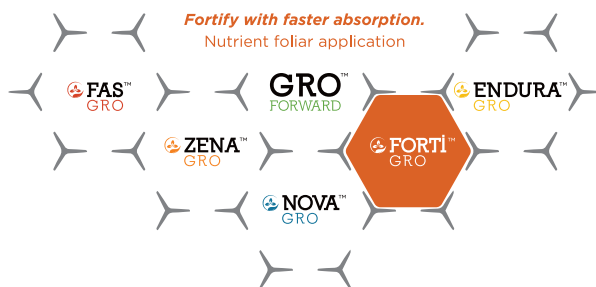 Fortify with faster absorption.
Nutrient foliar application
FAS™
GRO
GRO™
FORWARD
ENDURA™
GRO
ZENA™
GRO
FORTI™
GRO
NOVA™
GRO